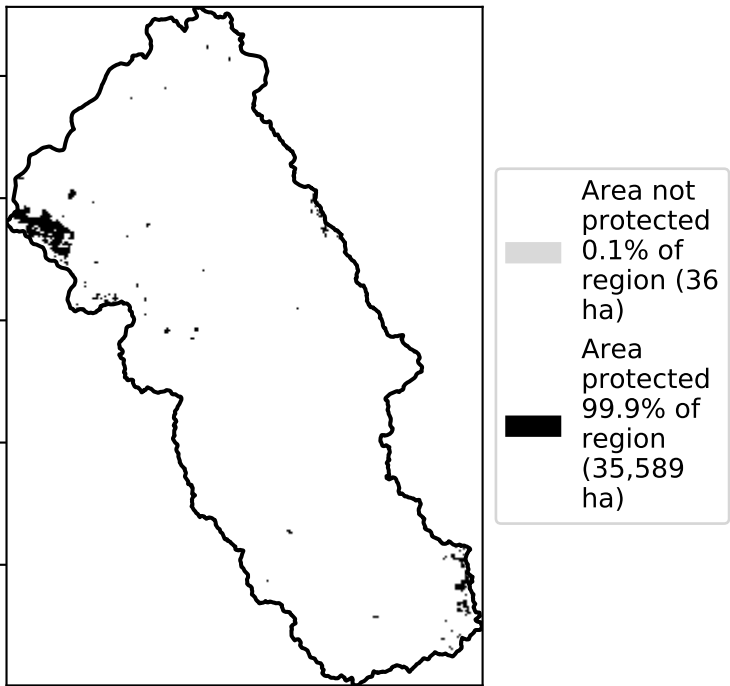 Area not
protected
0.1% of
region (36
ha)
Area
protected
99.9% of
region
(35,589
ha)